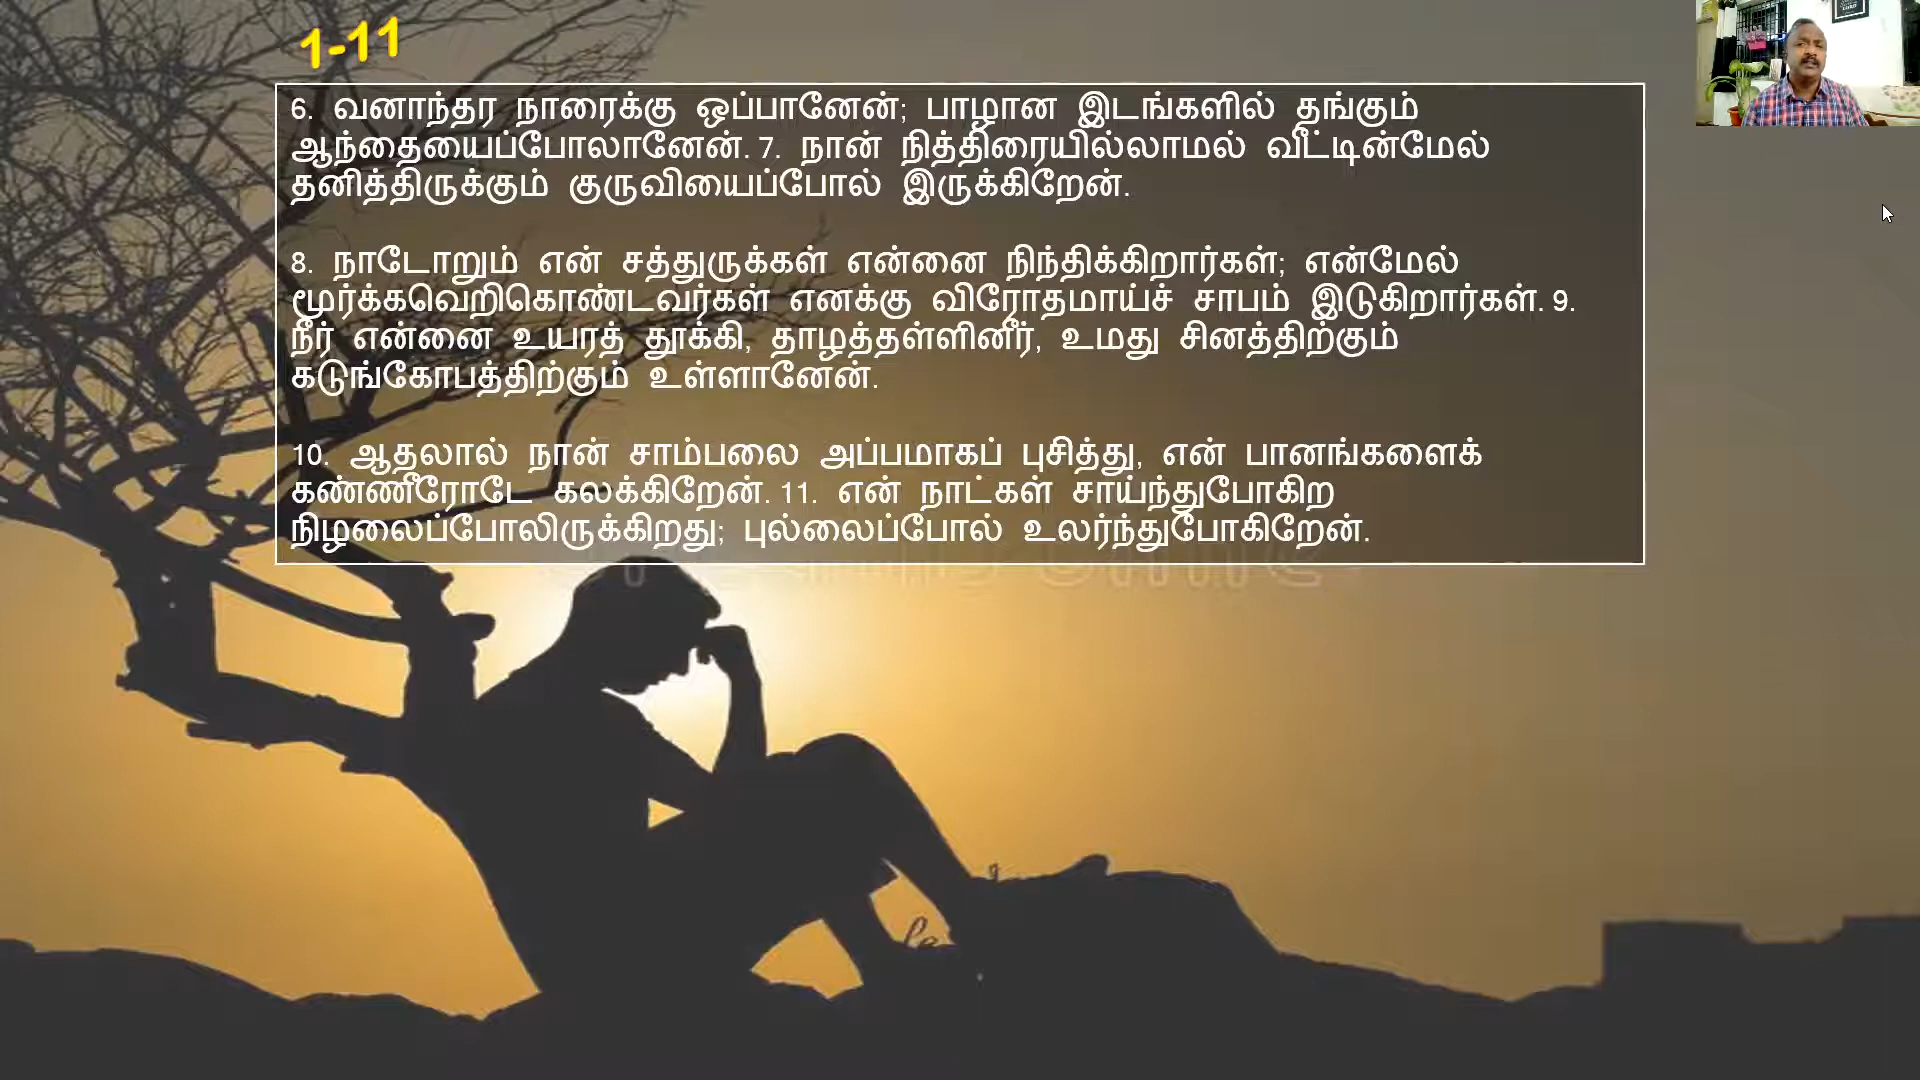 1-11
6. வனாந்தர நாரைக்கு ஒப்பானேன்; பாழான இடங்களில் தங்கும்
ஆந்தையைப்போலானேன். 7. நான் நித்திரையில்லாமல் வீட்டின்மேல்
தனித்திருக்கும் குருவியைப்போல் இருக்கிறேன்.
8. நாடோறும் என் சத்துருக்கள் என்னை நிந்திக்கிறார்கள்; என்மேல்
மூர்க்கவெறிகொண்டவர்கள் எனக்கு விரோதமாய்ச் சாபம் இடுகிறார்கள். 9.
நீர் என்னை உயரத் தூக்கி, தாழத்தள்ளினீர், உமது சினத்திற்கும்
கடுங்கோபத்திற்கும் உள்ளானேன்.
10. ஆதலால் நான் சாம்பலை அப்பமாகப் புசித்து, என் பானங்களைக்
கண்ணீரோடே கலக்கிறேன். 11. என் நாட்கள் சாய்ந்துபோகிற
நிழலைப்போலிருக்கிறது; புல்லைப்போல் உலர்ந்துபோகிறேன்.